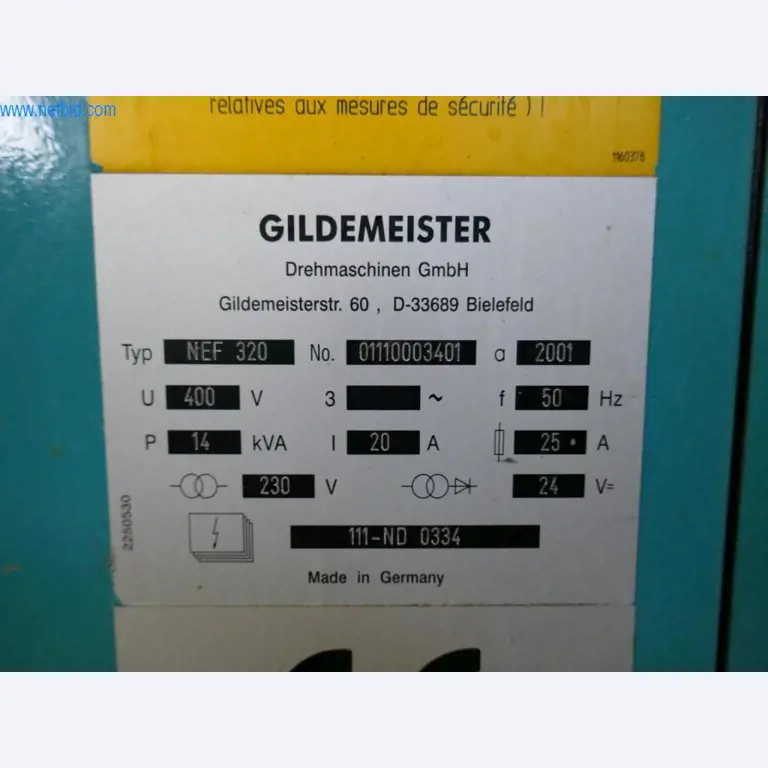 www.netbid.com
relatives aux mesures de sécurité ) !
1160378
GILDEMEISTER
Drehmaschinen GmbH
Gildemeisterstr. 60 , D-33689 Bielefeld
Typ NEF 320 No. 01110003401 a 2001
U 400 V 3 ~ f 50 Hz
P 14 kVA I 20 A 25 A
230 V 24 V=
111-ND 0334
2250530
Made in Germany